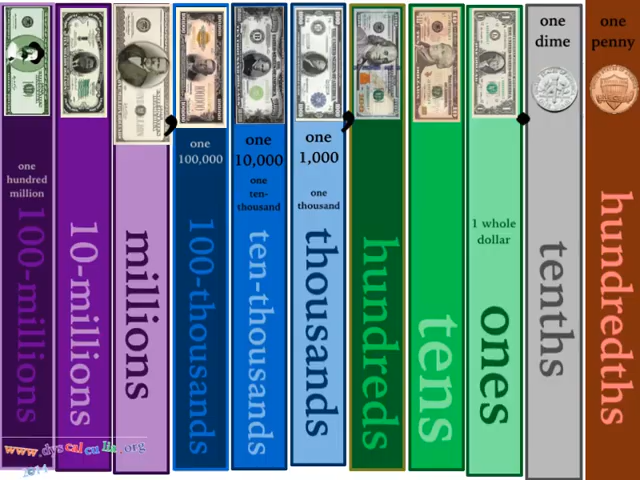 one
hundred
million
100-millions
10-millions
millions
,
one
100,000
100-thousands
one
10,000
one
ten-
thousand
ten-thousands
one
1,000
one
thousand
thousands
,
hundreds
tens
1 whole
dollar
ones
.
one
dime
tenths
one
penny
hundredths
www.dyscalculia.org